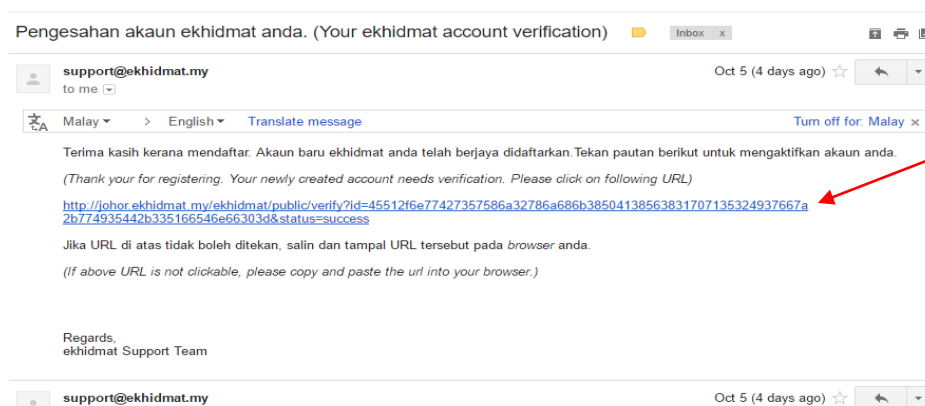 Pengesahan akaun ekhidmat anda. (Your ekhidmat account verification) Inbox x
support@ekhidmat.my Oct 5 (4 days ago)
to me
Malay > English Translate message Turn off for: Malay x
Terima kasih kerana mendaftar. Akaun baru ekhidmat anda telah berjaya didaftarkan.Tekan pautan berikut untuk mengaktifkan akaun anda.
(Thank your for registering. Your newly created account needs verification. Please click on following URL)
http://johor.ekhidmat.my/ekhidmat/public/verify?id=45512f6e77427357586a32786a686b3850413856383170713532493766​7a
2b774935442b335166546e66303d&status=success
Jika URL di atas tidak boleh ditekan, salin dan tampal URL tersebut pada browser anda.
(If above URL is not clickable, please copy and paste the url into your browser.)
Regards,
ekhidmat Support Team
support@ekhidmat.my Oct 5 (4 days ago)